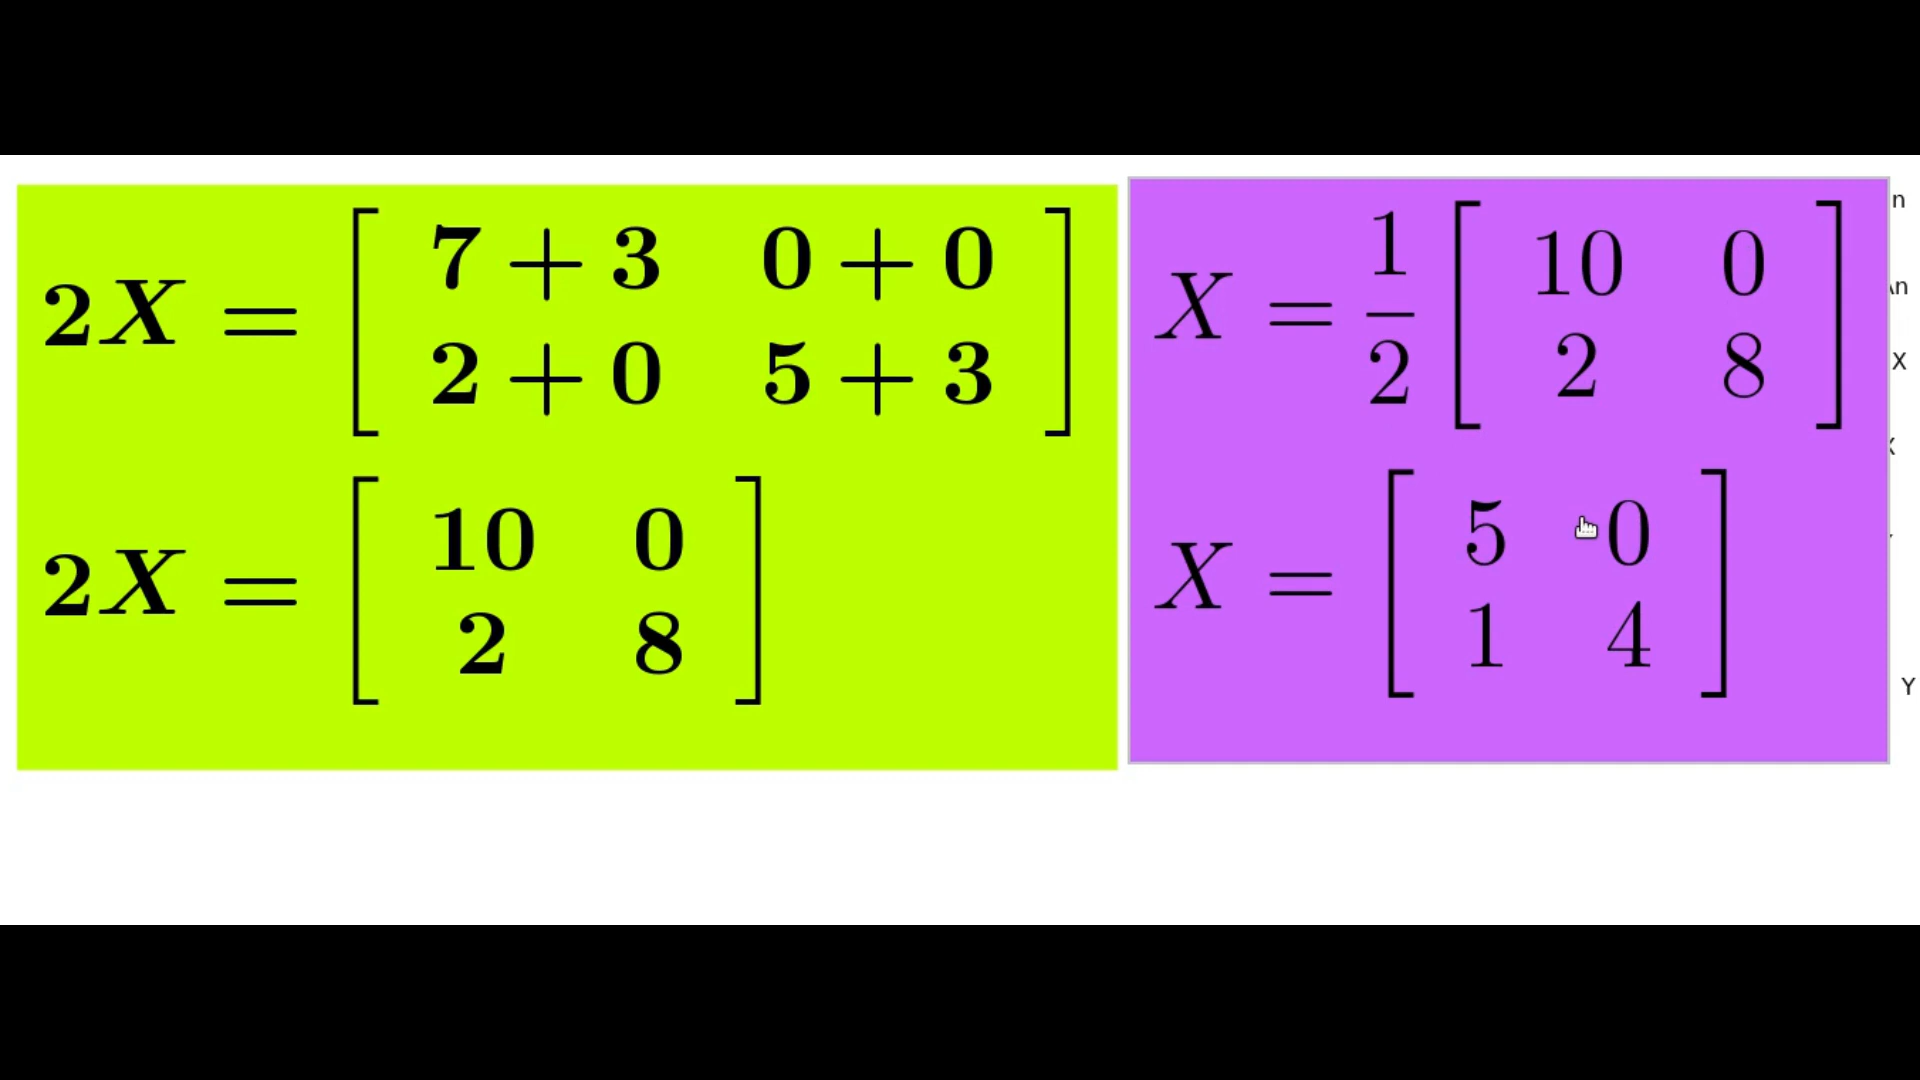 2X = [ 7 + 3   0 + 0 ]
[ 2 + 0   5 + 3 ]
2X = [ 10   0 ]
[ 2   8 ]
X = 1/2 [ 10   0 ]
[ 2   8 ]
X = [ 5   0 ]
[ 1   4 ]
n
X
Y